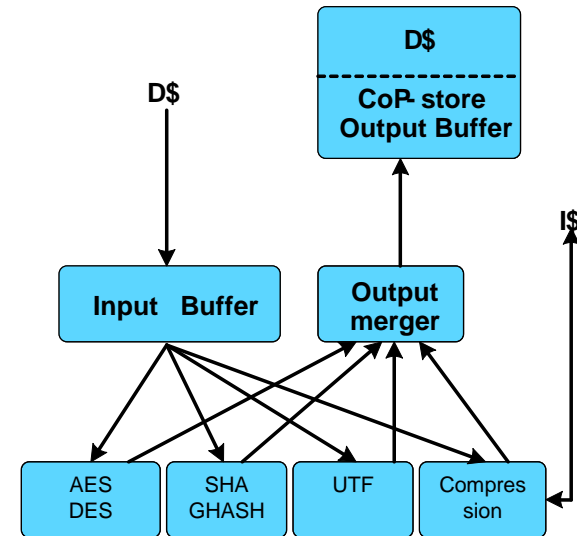 D$
CoP- store
Output Buffer
D$
I$
Input Buffer
Output
merger
AES
DES
SHA
GHASH
UTF
Compres
sion